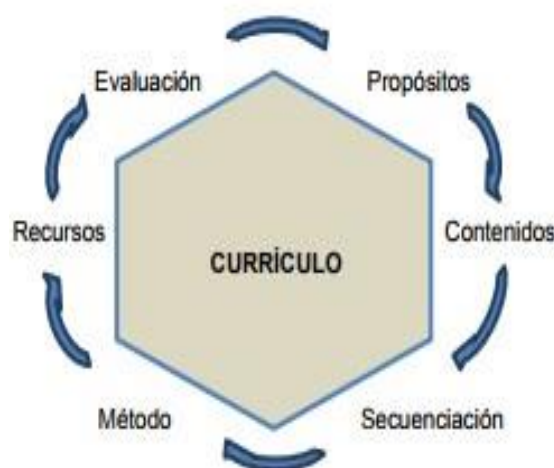 Evaluación
Propósitos
Recursos
Contenidos
CURRÍCULO
Método
Secuenciación